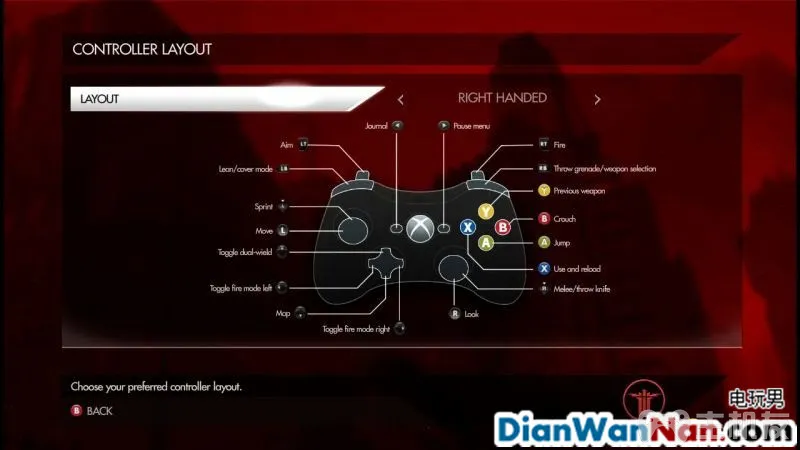 CONTROLLER LAYOUT
LAYOUT
RIGHT HANDED
Journal
Pause menu
Aim LT
RT Fire
Lean/cover mode LB
RB Throw grenade/weapon selection
Y Previous weapon
Sprint
B Crouch
Move L
A Jump
Toggle dual-wield
X Use and reload
Toggle fire mode left
Melee/throw knife
Map
R Look
Toggle fire mode right
Y
X
B
A
Choose your preferred controller layout.
B BACK
电玩男
DianWanNan.com